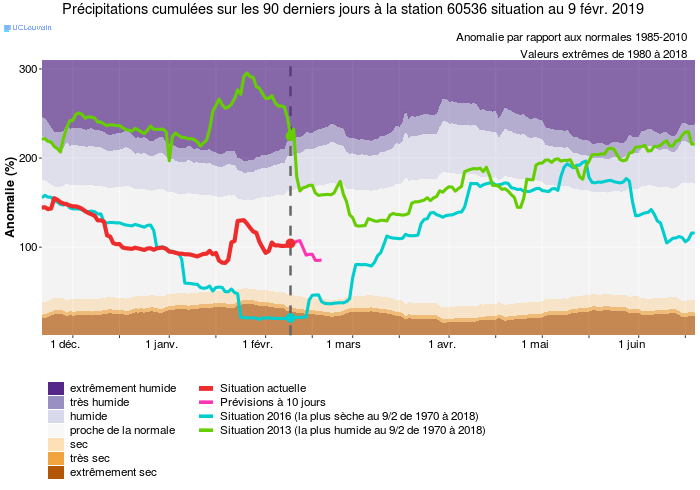 Précipitations cumulées sur les 90 derniers jours à la station 60536 situation au 9 févr. 2019
UCLouvain
Anomalie par rapport aux normales 1985-2010
Valeurs extrêmes de 1980 à 2018
Anomalie (%)
300
200
100
1 déc.
1 janv.
1 févr.
1 mars
1 avr.
1 mai
1 juin
extrêmement humide
très humide
humide
proche de la normale
sec
très sec
extrêmement sec
Situation actuelle
Prévisions à 10 jours
Situation 2016 (la plus sèche au 9/2 de 1970 à 2018)
Situation 2013 (la plus humide au 9/2 de 1970 à 2018)